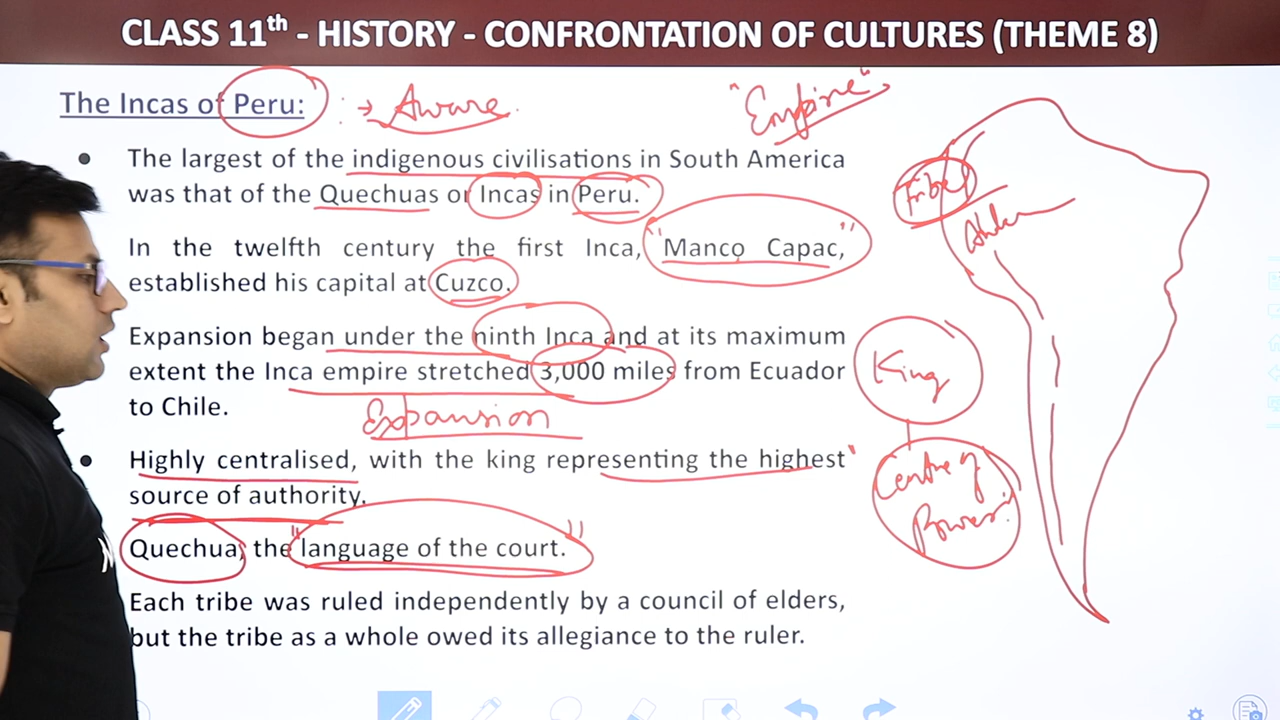 CLASS 11th - HISTORY - CONFRONTATION OF CULTURES (THEME 8)
The Incas of Peru: : → Aware
"Empire"
• The largest of the indigenous civilisations in South America
was that of the Quechuas or Incas in Peru.
Tribe
In the twelfth century the first Inca, "Manco Capac,"
established his capital at Cuzco.
Expansion began under the ninth Inca and at its maximum
extent the Inca empire stretched 3,000 miles from Ecuador
to Chile.
King
Expansion
• Highly centralised, with the king representing the highest
source of authority.
Centre of
Power
Quechua, the "language of the court."
Each tribe was ruled independently by a council of elders,
but the tribe as a whole owed its allegiance to the ruler.